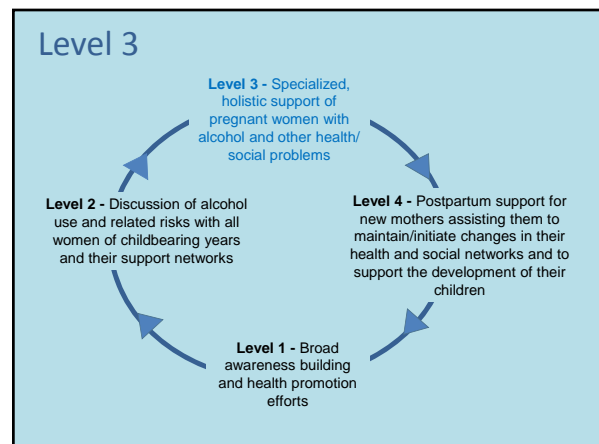 Level 3
Level 3 - Specialized,
holistic support of
pregnant women with
alcohol and other health/
social problems
Level 2 - Discussion of alcohol
use and related risks with all
women of childbearing years
and their support networks
Level 4 - Postpartum support for
new mothers assisting them to
maintain/initiate changes in their
health and social networks and to
support the development of their
children
Level 1 - Broad
awareness building
and health promotion
efforts